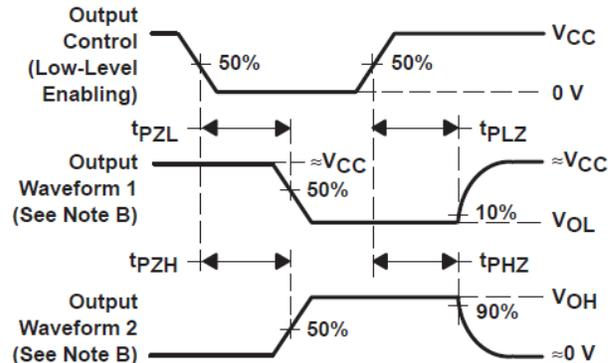 Output
Control
(Low-Level
Enabling)
50%
50%
VCC
0 V
tPZL
tPLZ
Output
Waveform 1
(See Note B)
≈VCC
50%
≈VCC
10%
VOL
tPZH
tPHZ
Output
Waveform 2
(See Note B)
50%
VOH
90%
≈0 V